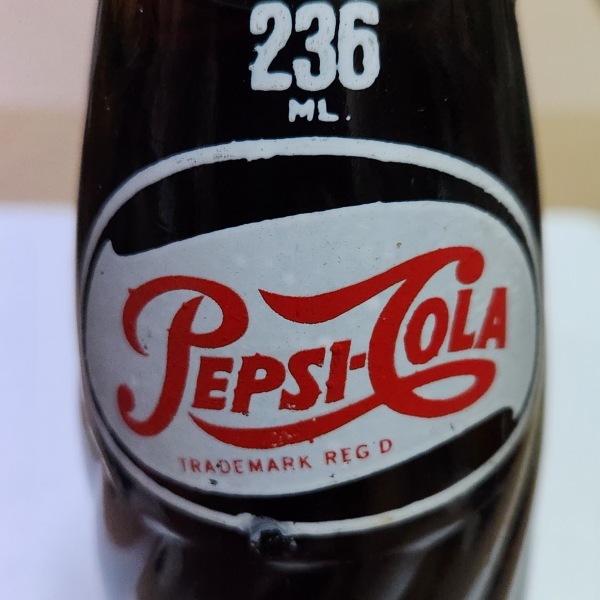 236
ML.
PEPSI-COLA
TRADEMARK REG'D